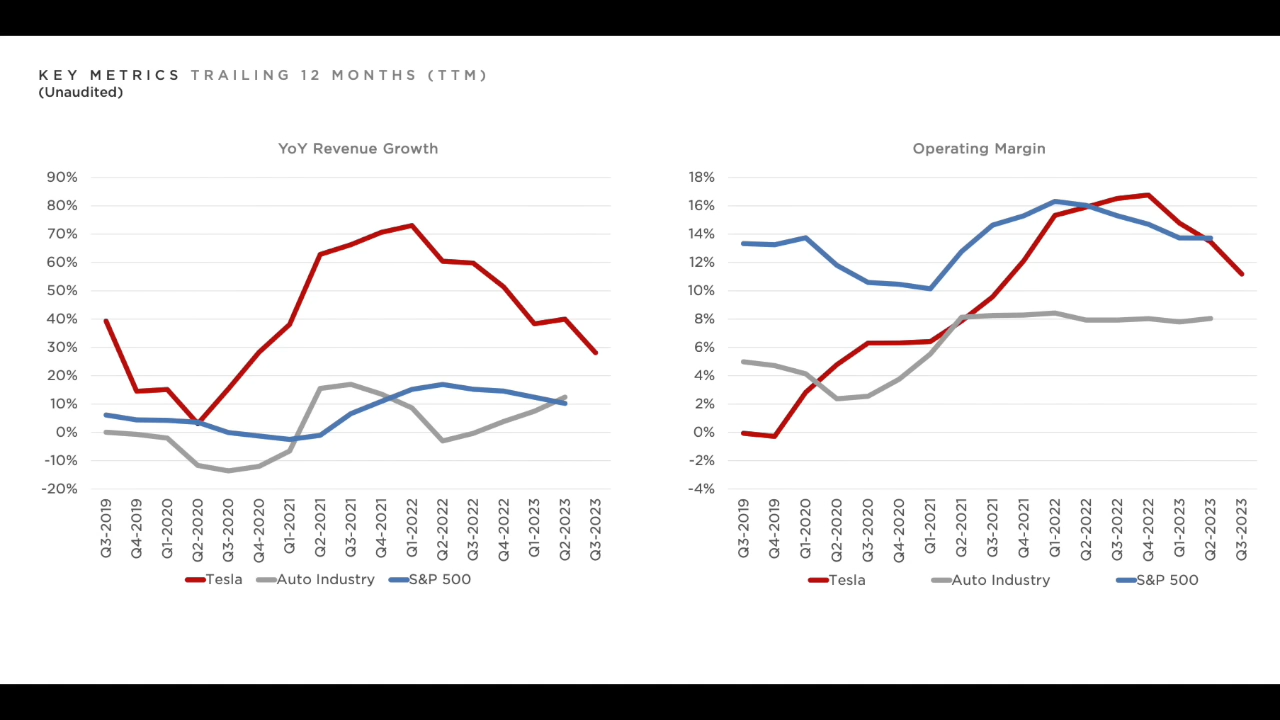 KEY METRICS TRAILING 12 MONTHS (TTM)
(Unaudited)
YoY Revenue Growth
90%
80%
70%
60%
50%
40%
30%
20%
10%
0%
-10%
-20%
Q3-2019
Q4-2019
Q1-2020
Q2-2020
Q3-2020
Q4-2020
Q1-2021
Q2-2021
Q3-2021
Q4-2021
Q1-2022
Q2-2022
Q3-2022
Q4-2022
Q1-2023
Q2-2023
Q3-2023
Tesla Auto Industry S&P 500
Operating Margin
18%
16%
14%
12%
10%
8%
6%
4%
2%
0%
-2%
-4%
Q3-2019
Q4-2019
Q1-2020
Q2-2020
Q3-2020
Q4-2020
Q1-2021
Q2-2021
Q3-2021
Q4-2021
Q1-2022
Q2-2022
Q3-2022
Q4-2022
Q1-2023
Q2-2023
Q3-2023
Tesla Auto Industry S&P 500